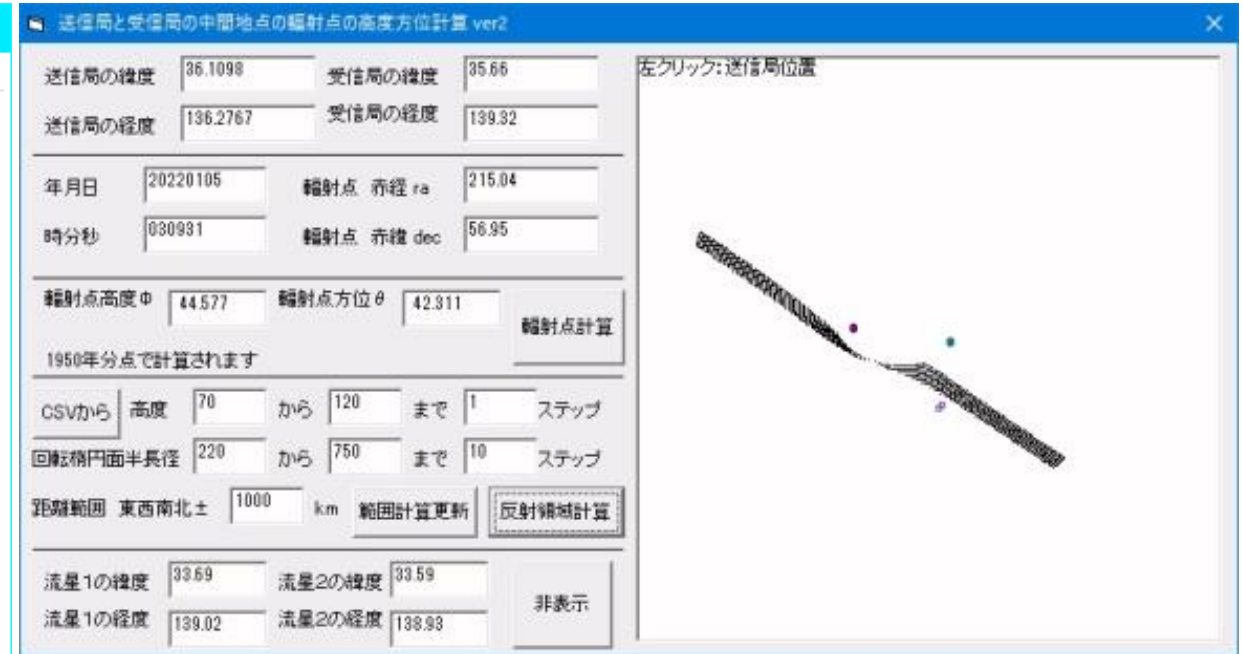 送信局と受信局の中間地点の輻射点の高度方位計算 ver2
送信局の緯度 36.1098 受信局の緯度 35.66
送信局の経度 136.2767 受信局の経度 139.32
年月日 20220105 輻射点 赤経 ra 215.04
時分秒 030931 輻射点 赤緯 dec 56.95
輻射点高度Φ 44.577 輻射点方位θ 42.311 輻射点計算
1950年分点で計算されます
CSVから 高度 70 から 120 まで 1 ステップ
回転楕円面半長径 220 から 750 まで 10 ステップ
距離範囲 東西南北± 1000 km 範囲計算更新 反射領域計算
流星1の緯度 33.69 流星2の緯度 33.59
流星1の経度 139.02 流星2の経度 138.93 非表示
左クリック:送信局位置